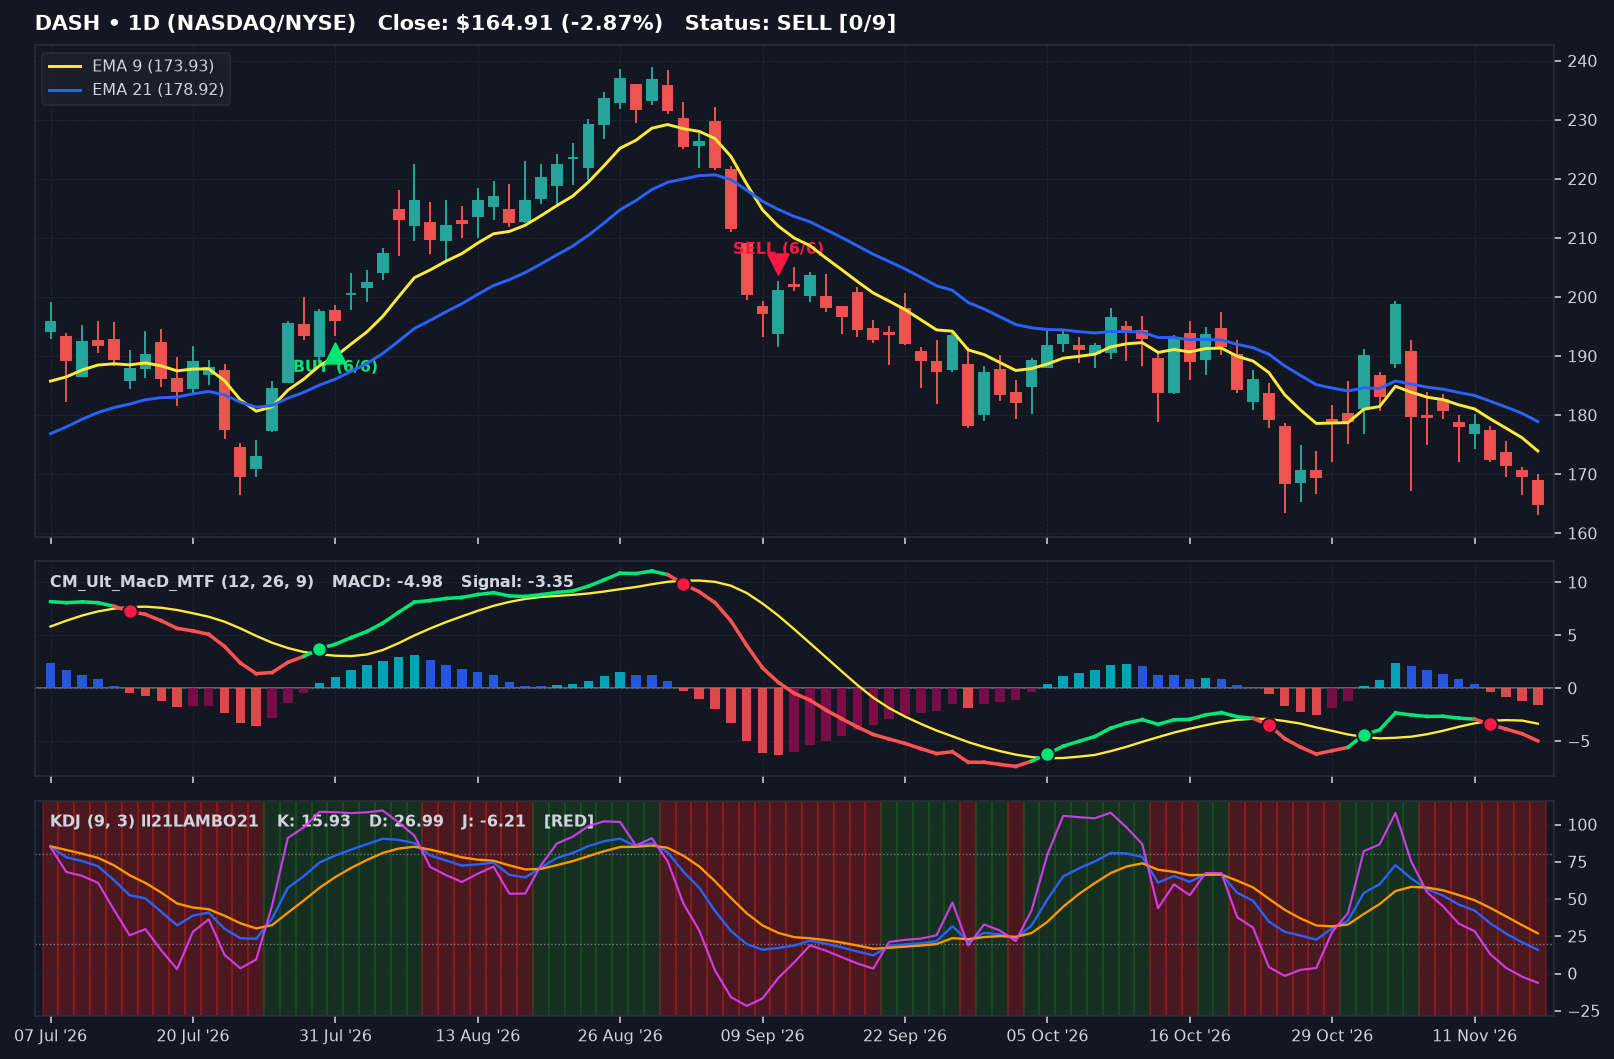 DASH • 1D (NASDAQ/NYSE)   Close: $164.91 (-2.87%)   Status: SELL [0/9]
EMA 9 (173.93)
EMA 21 (178.92)
240
230
220
210
200
190
180
170
160
SELL (6/6)
BUY (6/6)
CM_Ult_MacD_MTF (12, 26, 9)   MACD: -4.98   Signal: -3.35
10
5
0
−5
KDJ (9, 3) II21LAMBO21   K: 15.93   D: 26.99   J: -6.21   [RED]
100
75
50
25
0
−25
07 Jul '26
20 Jul '26
31 Jul '26
13 Aug '26
26 Aug '26
09 Sep '26
22 Sep '26
05 Oct '26
16 Oct '26
29 Oct '26
11 Nov '26